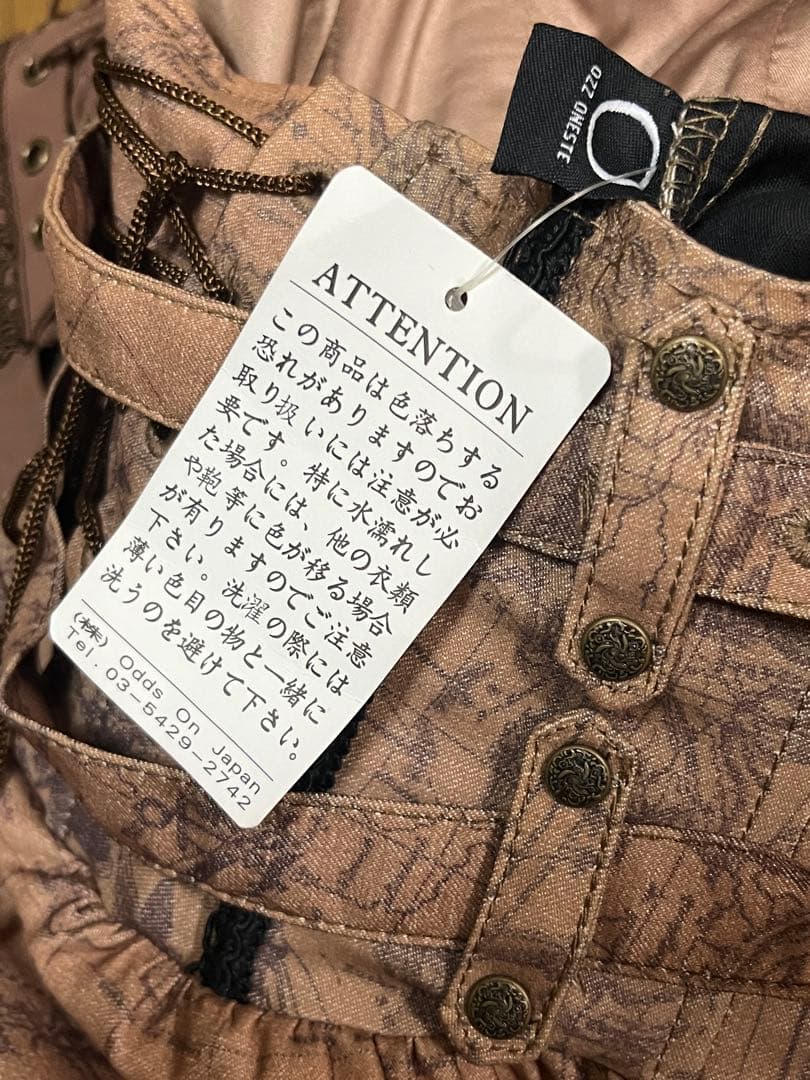 OZZ ONESTE
ATTENTION
この商品は色落ちする
恐れがありますのでお
取り扱いには注意が必
要です。特に水濡れし
た場合には、他の衣類
や鞄等に色が移る場合
が有りますのでご注意
下さい。洗濯の際には
薄い色目の物と一緒に
洗うのを避けて下さい。
(株) Odds On Japan
Tel. 03-5429-2742